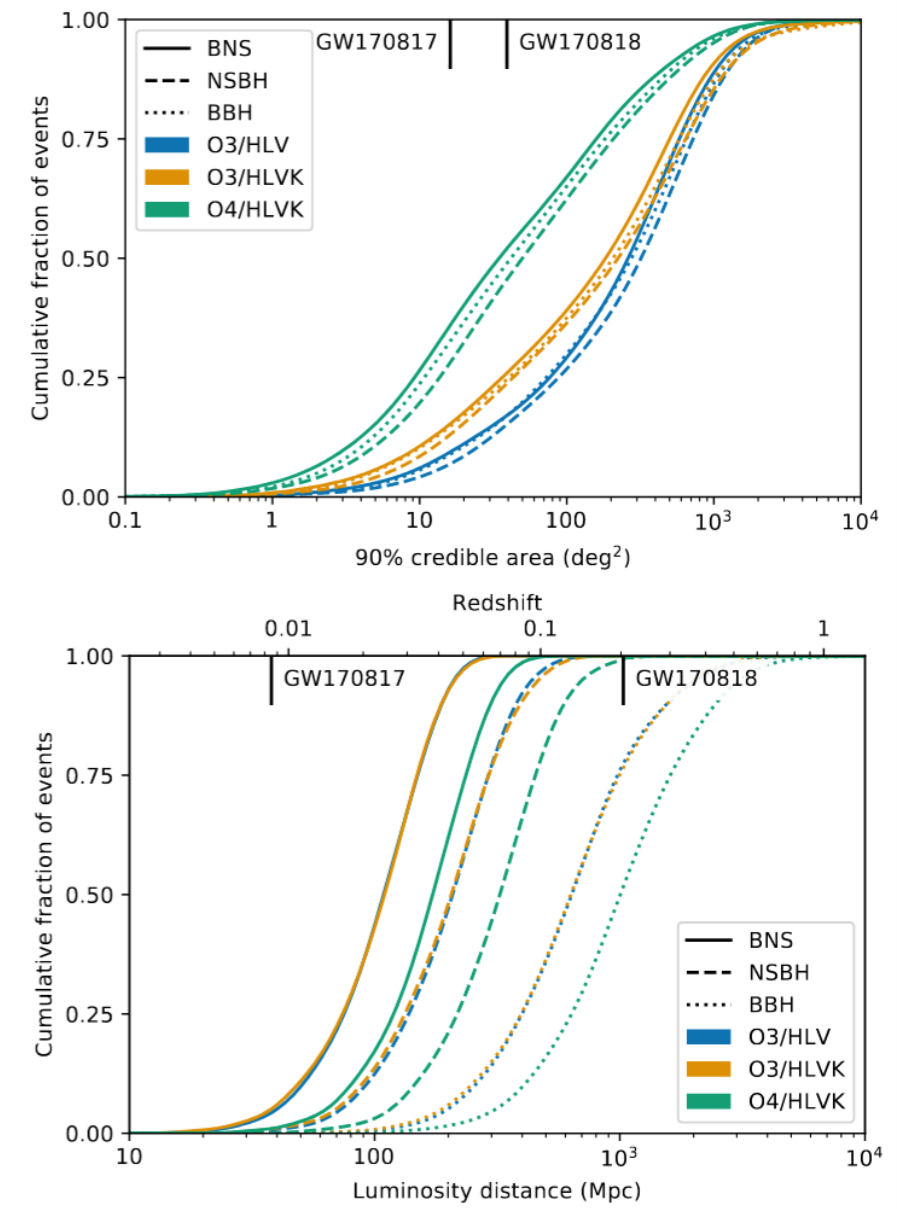 1.00
0.75
0.50
0.25
0.00
Cumulative fraction of events
BNS
NSBH
BBH
O3/HLV
O3/HLVK
O4/HLVK
GW170817
GW170818
0.1
1
10
100
10³
10⁴
90% credible area (deg²)
Redshift
0.01
0.1
1
1.00
0.75
0.50
0.25
0.00
Cumulative fraction of events
GW170817
GW170818
BNS
NSBH
BBH
O3/HLV
O3/HLVK
O4/HLVK
10
100
10³
10⁴
Luminosity distance (Mpc)